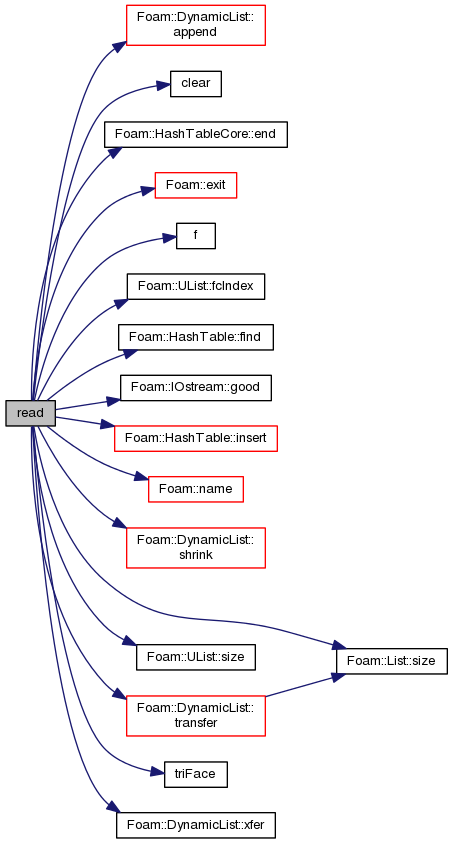 Foam::DynamicList::
append
clear
Foam::HashTableCore::end
Foam::exit
f
Foam::UList::fcIndex
Foam::HashTable::find
Foam::IOstream::good
read
Foam::HashTable::insert
Foam::name
Foam::DynamicList::
shrink
Foam::UList::size
Foam::List::size
Foam::DynamicList::
transfer
triFace
Foam::DynamicList::xfer